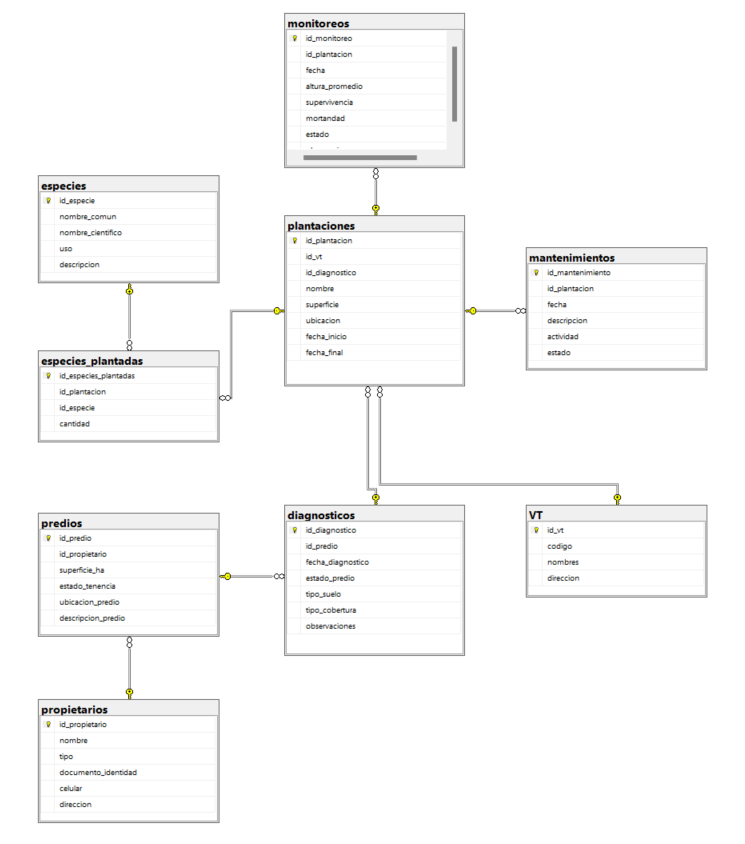 monitoreos
id_monitoreo
id_plantacion
fecha
altura_promedio
supervivencia
mortandad
estado
especies
id_especie
nombre_comun
nombre_cientifico
uso
descripcion
plantaciones
id_plantacion
id_vt
id_diagnostico
nombre
superficie
ubicacion
fecha_inicio
fecha_final
mantenimientos
id_mantenimiento
id_plantacion
fecha
descripcion
actividad
estado
especies_plantadas
id_especies_plantadas
id_plantacion
id_especie
cantidad
predios
id_predio
id_propietario
superficie_ha
estado_tenencia
ubicacion_predio
descripcion_predio
diagnosticos
id_diagnostico
id_predio
fecha_diagnostico
estado_predio
tipo_suelo
tipo_cobertura
observaciones
VT
id_vt
codigo
nombres
direccion
propietarios
id_propietario
nombre
tipo
documento_identidad
celular
direccion